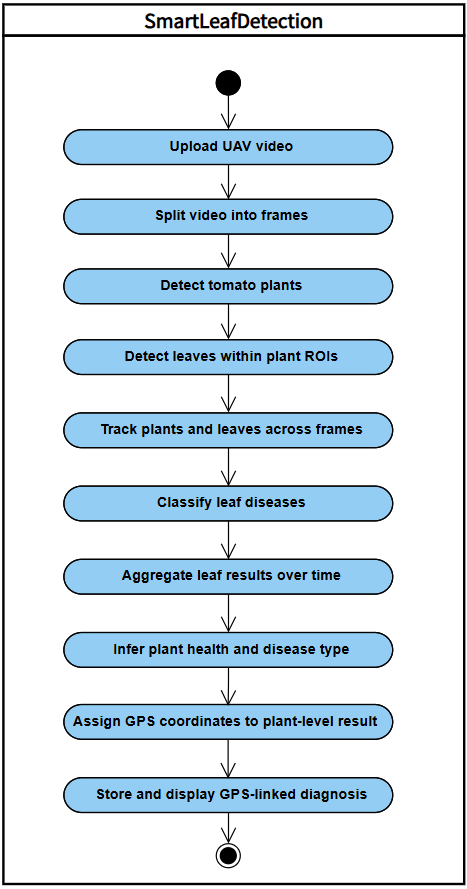 SmartLeafDetection
Upload UAV video
Split video into frames
Detect tomato plants
Detect leaves within plant ROIs
Track plants and leaves across frames
Classify leaf diseases
Aggregate leaf results over time
Infer plant health and disease type
Assign GPS coordinates to plant-level result
Store and display GPS-linked diagnosis